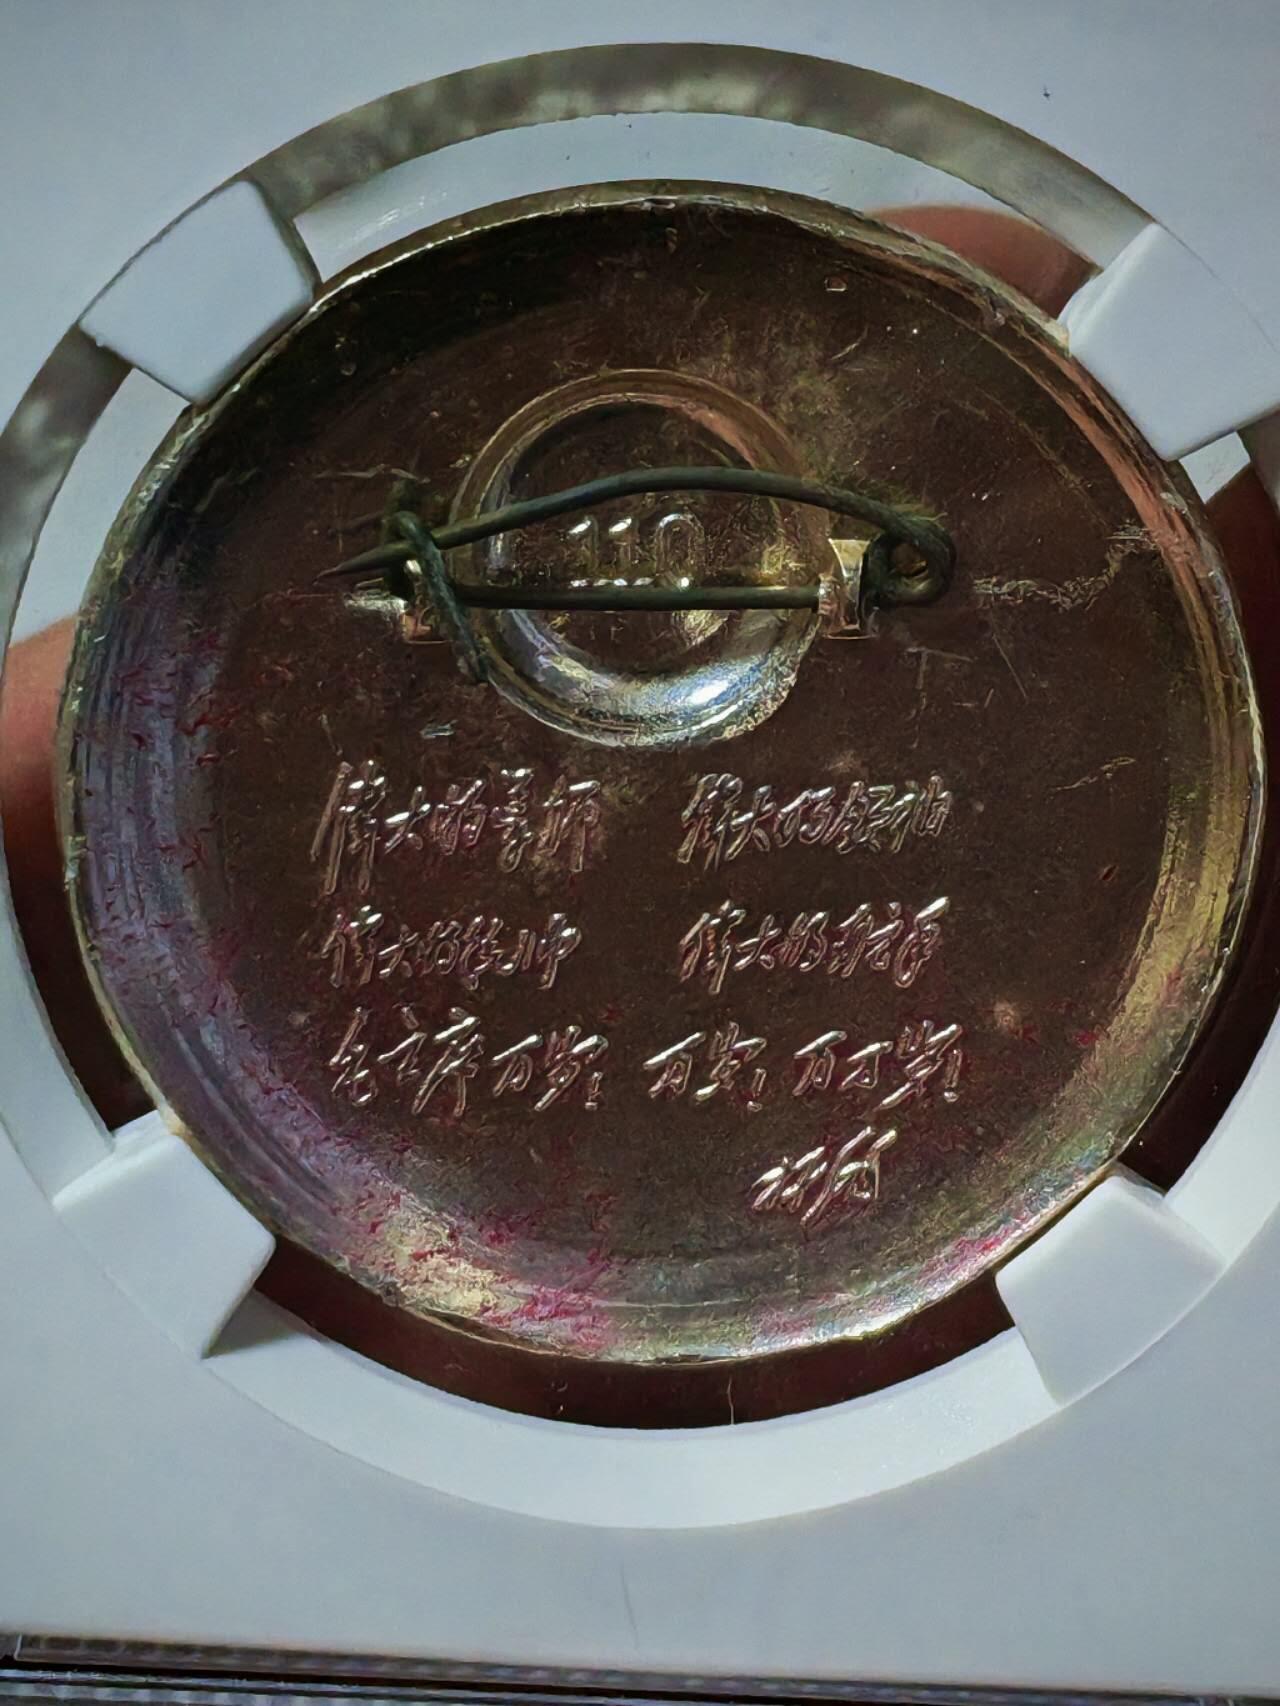 110
伟大的导师 伟大的领袖
伟大的统帅 伟大的舵手
毛主席万岁! 万岁! 万万岁!
林彪